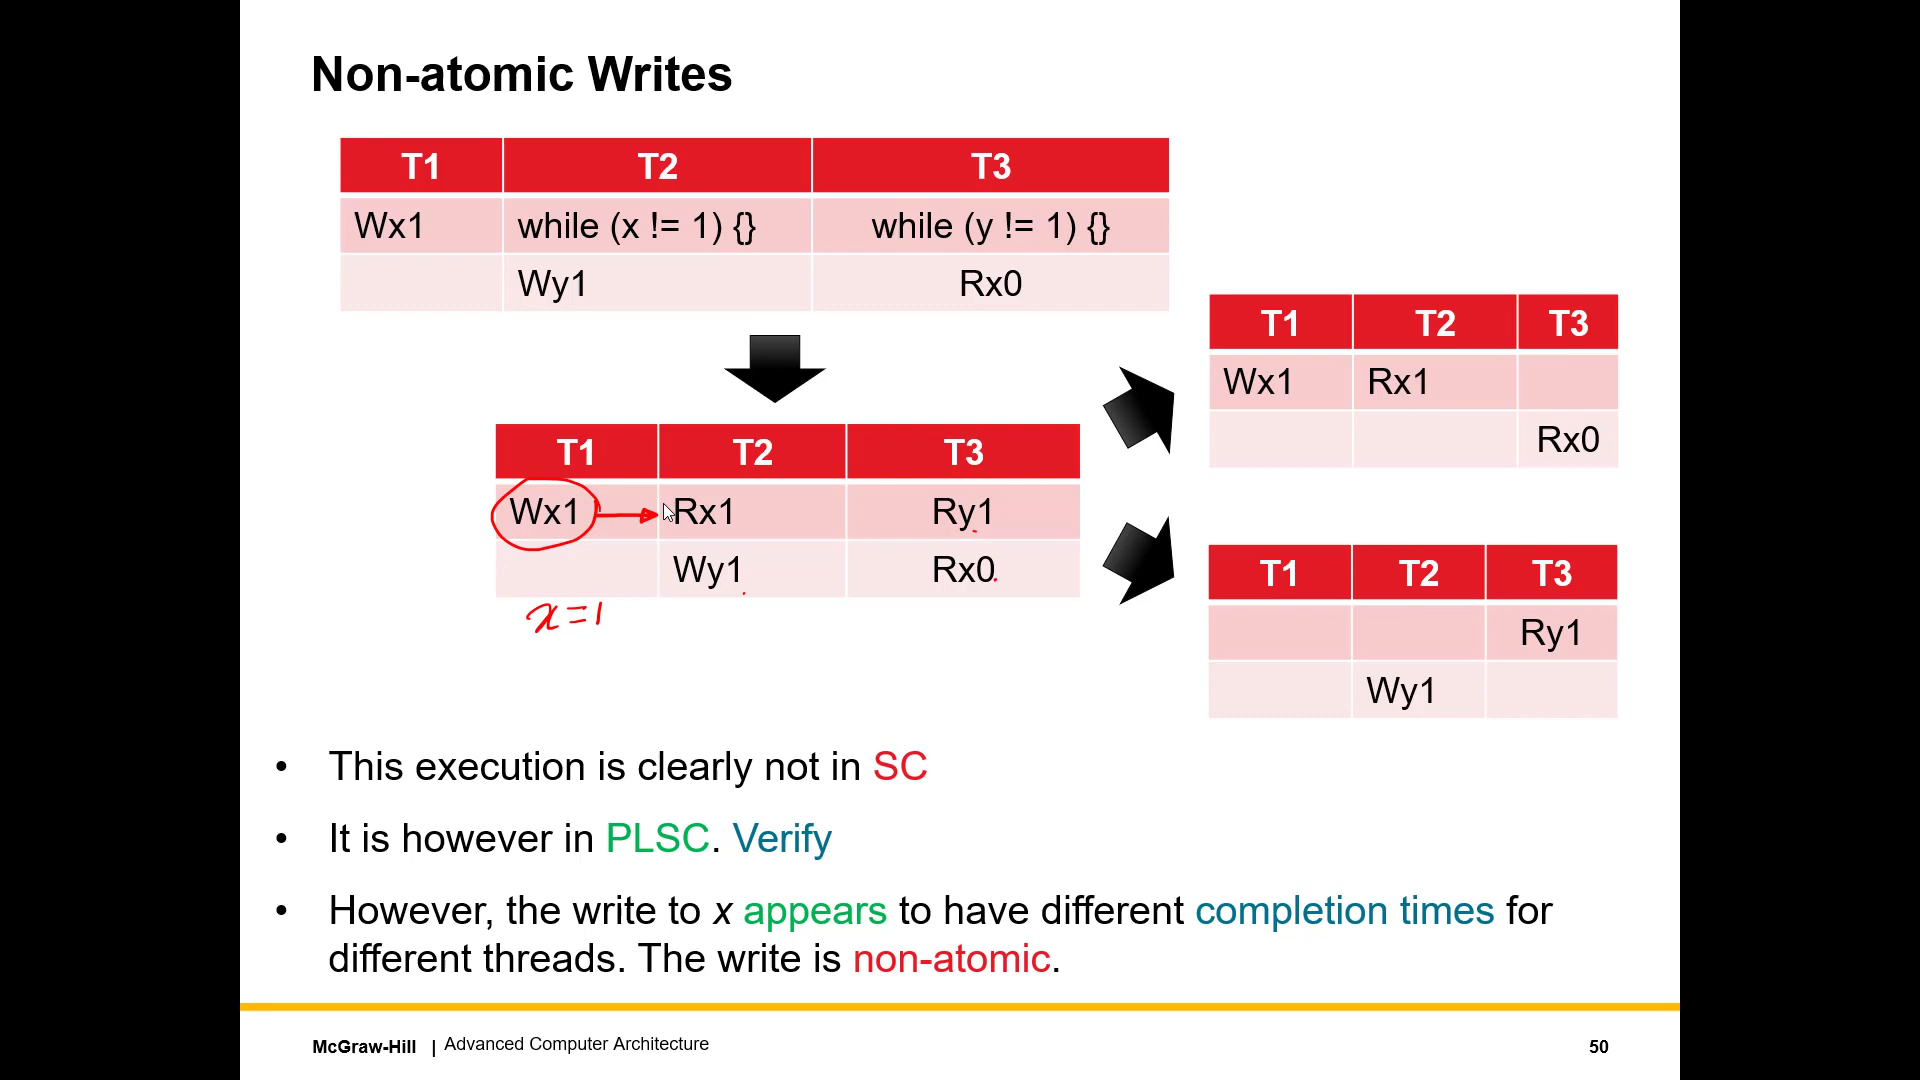 Non-atomic Writes
T1 T2 T3
Wx1 while (x != 1) {} while (y != 1) {}
Wy1 Rx0
T1 T2 T3
Wx1 Rx1 Ry1
Wy1 Rx0
x=1
T1 T2 T3
Wx1 Rx1
Rx0
T1 T2 T3
Ry1
Wy1
• This execution is clearly not in SC
• It is however in PLSC. Verify
• However, the write to x appears to have different completion times for
different threads. The write is non-atomic.
McGraw-Hill | Advanced Computer Architecture
50